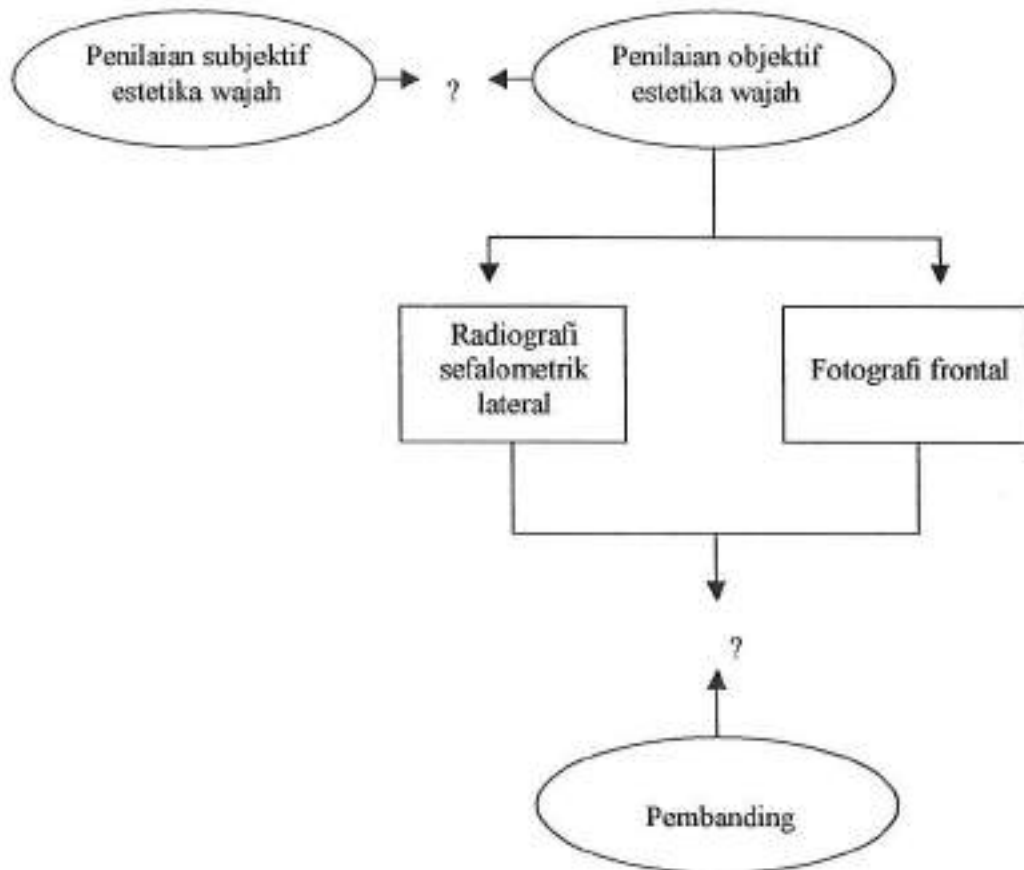 Penilaian subjektif
estetika wajah
?
Penilaian objektif
estetika wajah
Radiografi
sefalometrik
lateral
Fotografi frontal
?
Pembanding